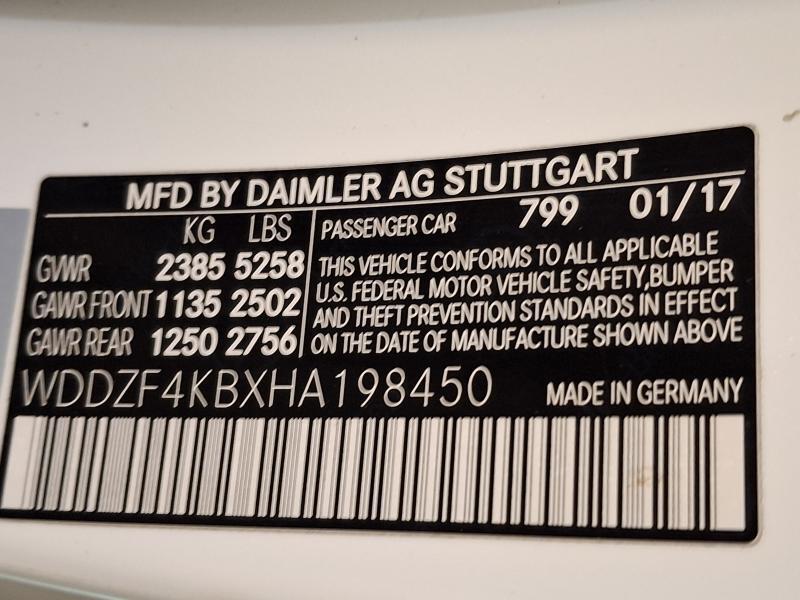 MFD BY DAIMLER AG STUTTGART
KG LBS
GVWR 2385 5258
GAWR FRONT 1135 2502
GAWR REAR 1250 2756
PASSENGER CAR 799 01/17
THIS VEHICLE CONFORMS TO ALL APPLICABLE
U.S. FEDERAL MOTOR VEHICLE SAFETY,BUMPER
AND THEFT PREVENTION STANDARDS IN EFFECT
ON THE DATE OF MANUFACTURE SHOWN ABOVE
WDDZF4KBXHA198450 MADE IN GERMANY